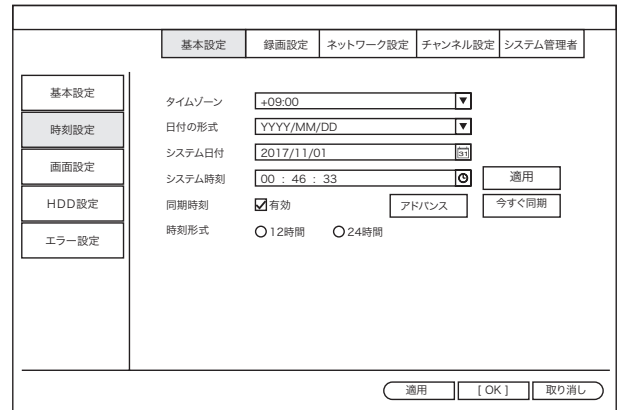 基本設定 録画設定 ネットワーク設定 チャンネル設定 システム管理者
基本設定
時刻設定
画面設定
HDD設定
エラー設定
タイムゾーン +09:00
日付の形式 YYYY/MM/DD
システム日付 2017/11/01 31
システム時刻 00 : 46 : 33 適用
同期時刻 有効 アドバンス 今すぐ同期
時刻形式 12時間 24時間
適用 [ OK ] 取り消し